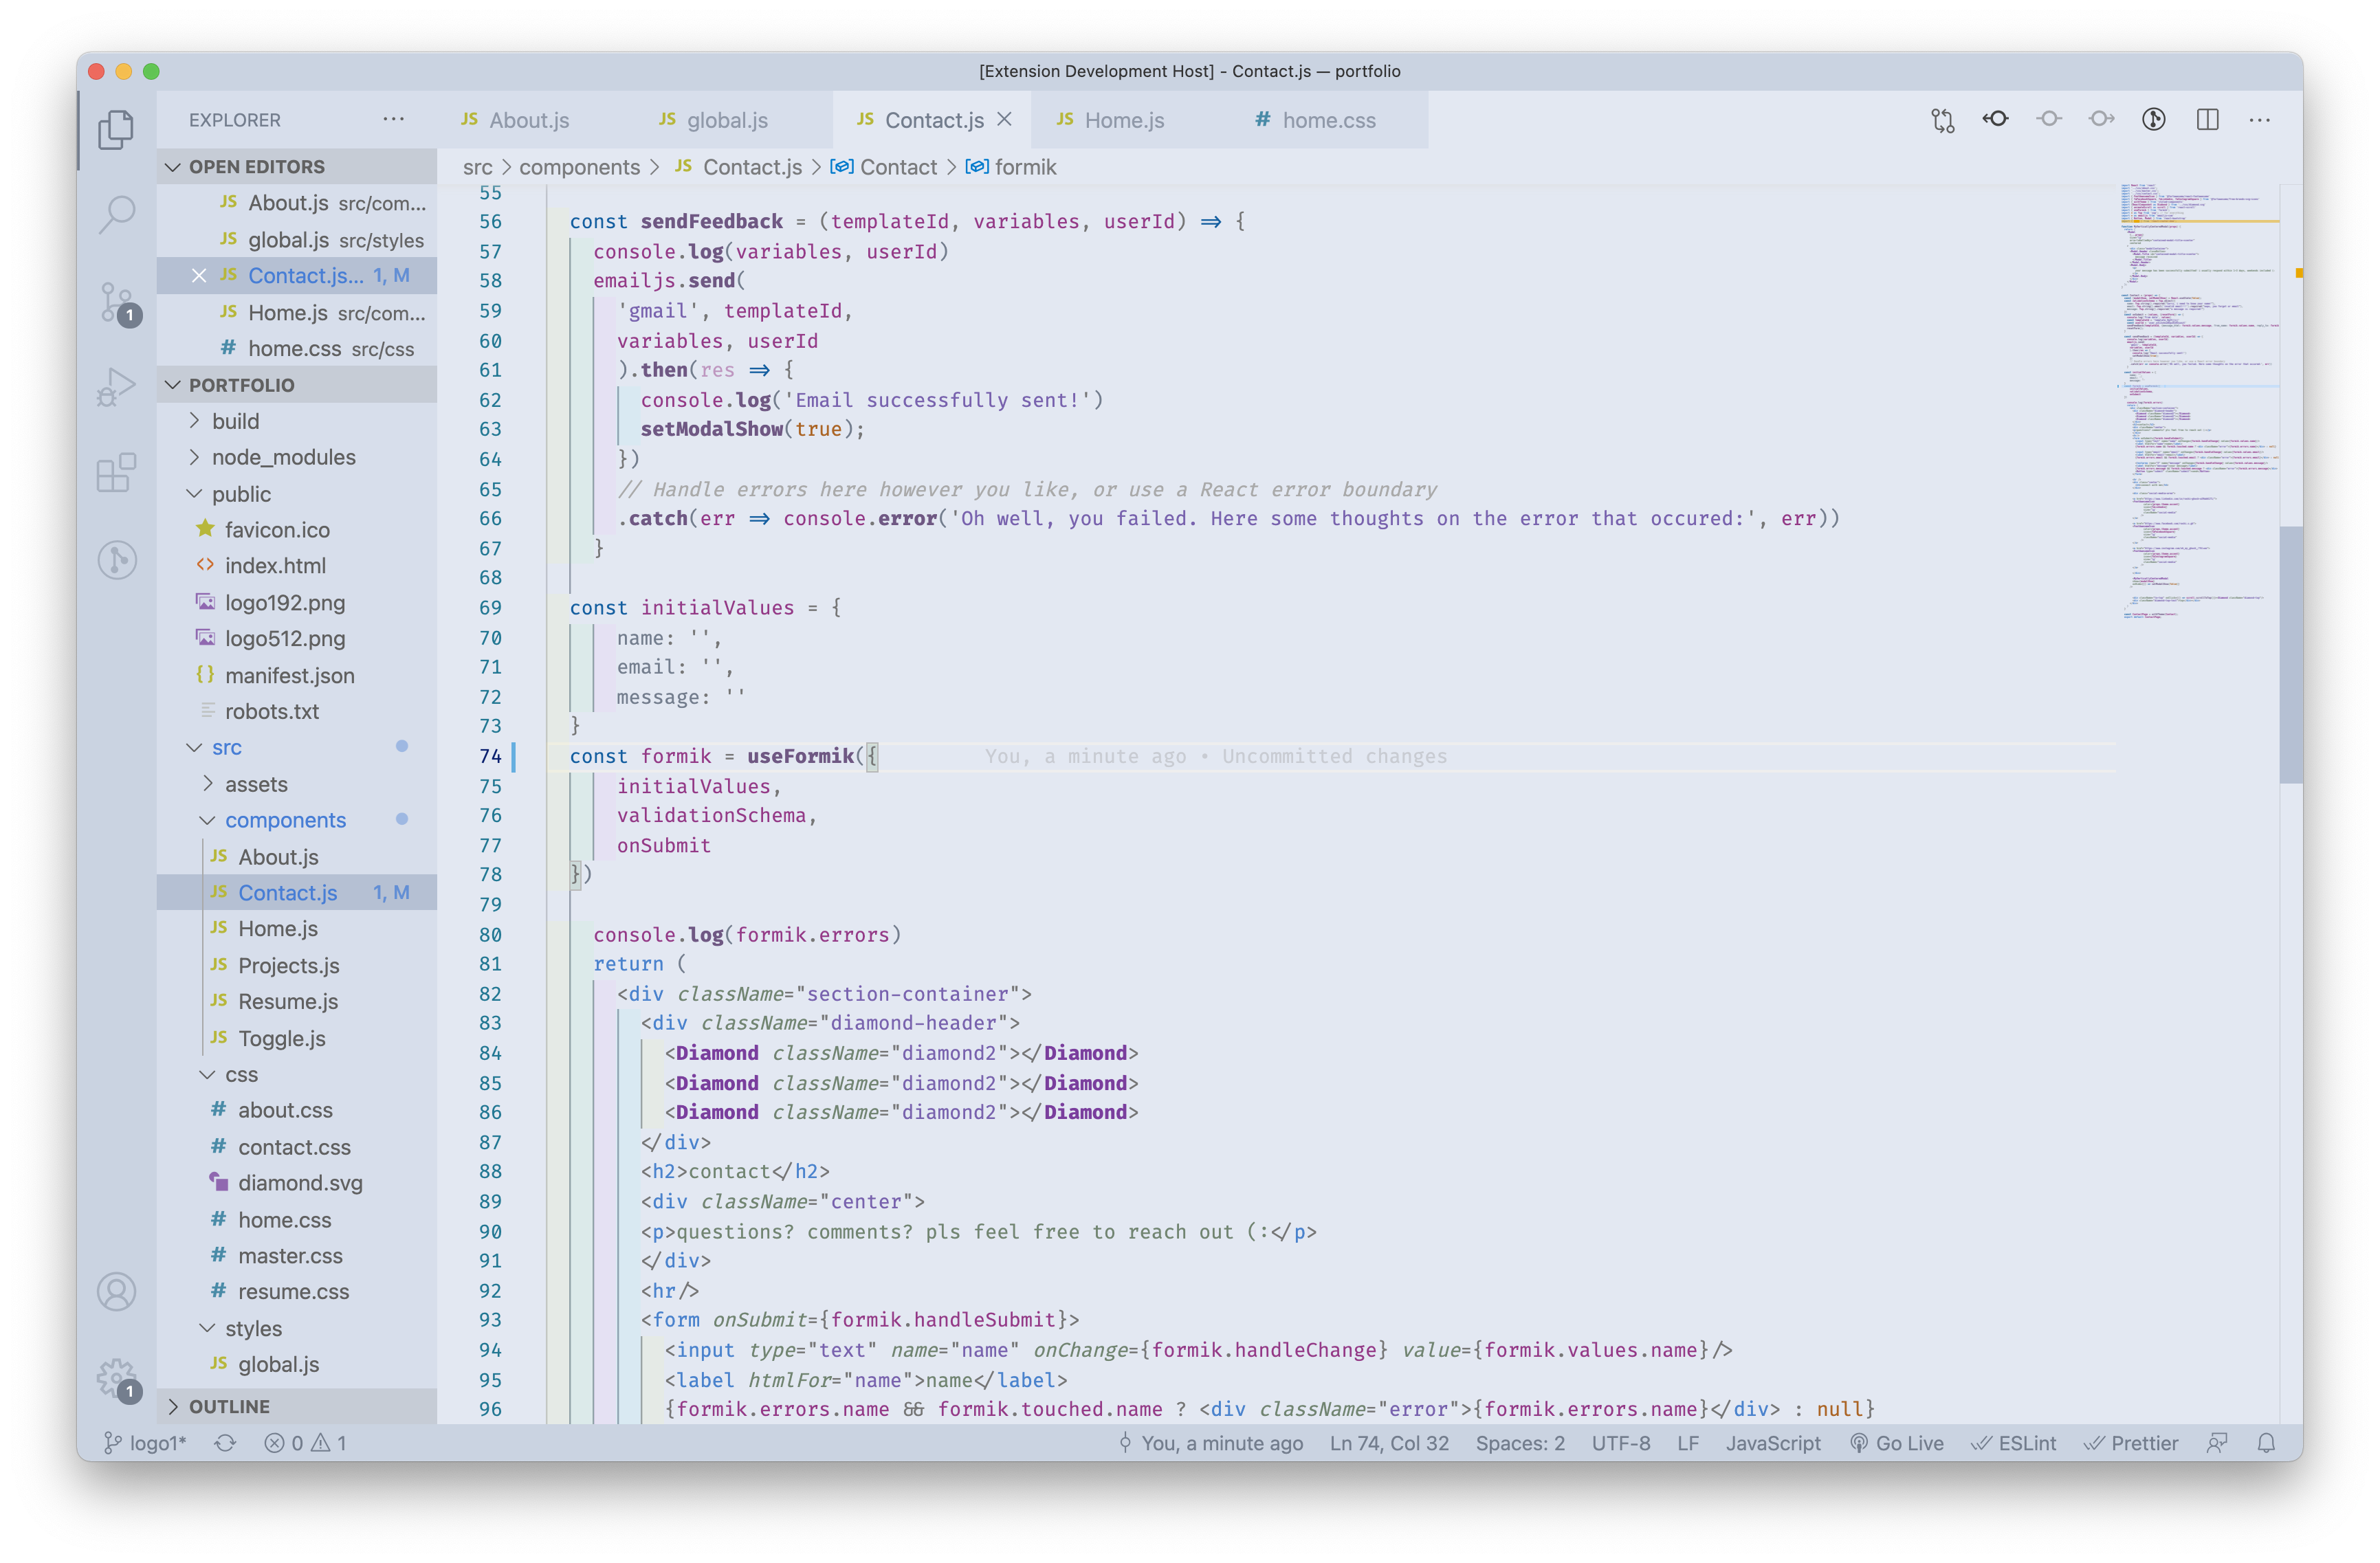 [Extension Development Host] - Contact.js — portfolio
EXPLORER
JS About.js
JS global.js
JS Contact.js
JS Home.js
# home.css
OPEN EDITORS
JS About.js src/com...
JS global.js src/styles
JS Contact.js... 1, M
JS Home.js src/com...
# home.css src/css
PORTFOLIO
build
node_modules
public
favicon.ico
<> index.html
logo192.png
logo512.png
{} manifest.json
robots.txt
src
assets
components
JS About.js
JS Contact.js 1, M
JS Home.js
JS Projects.js
JS Resume.js
JS Toggle.js
css
# about.css
# contact.css
diamond.svg
# home.css
# master.css
# resume.css
styles
JS global.js
OUTLINE
1
1
src > components > JS Contact.js > Contact > formik
55
56 const sendFeedback = (templateId, variables, userId) => {
57 console.log(variables, userId)
58 emailjs.send(
59 'gmail', templateId,
60 variables, userId
61 ).then(res => {
62 console.log('Email successfully sent!')
63 setModalShow(true);
64 })
65 // Handle errors here however you like, or use a React error boundary
66 .catch(err => console.error('Oh well, you failed. Here some thoughts on the error that occured:', err))
67 }
68
69 const initialValues = {
70 name: '',
71 email: '',
72 message: ''
73 }
74 const formik = useFormik({ You, a minute ago • Uncommitted changes
75 initialValues,
76 validationSchema,
77 onSubmit
78 })
79
80 console.log(formik.errors)
81 return (
82 <div className="section-container">
83 <div className="diamond-header">
84 <Diamond className="diamond2"></Diamond>
85 <Diamond className="diamond2"></Diamond>
86 <Diamond className="diamond2"></Diamond>
87 </div>
88 <h2>contact</h2>
89 <div className="center">
90 <p>questions? comments? pls feel free to reach out (:</p>
91 </div>
92 <hr/>
93 <form onSubmit={formik.handleSubmit}>
94 <input type="text" name="name" onChange={formik.handleChange} value={formik.values.name}/>
95 <label htmlFor="name">name</label>
96 {formik.errors.name && formik.touched.name ? <div className="error">{formik.errors.name}</div> : null}
logo1* 0 1 You, a minute ago Ln 74, Col 32 Spaces: 2 UTF-8 LF JavaScript Go Live ESLint Prettier